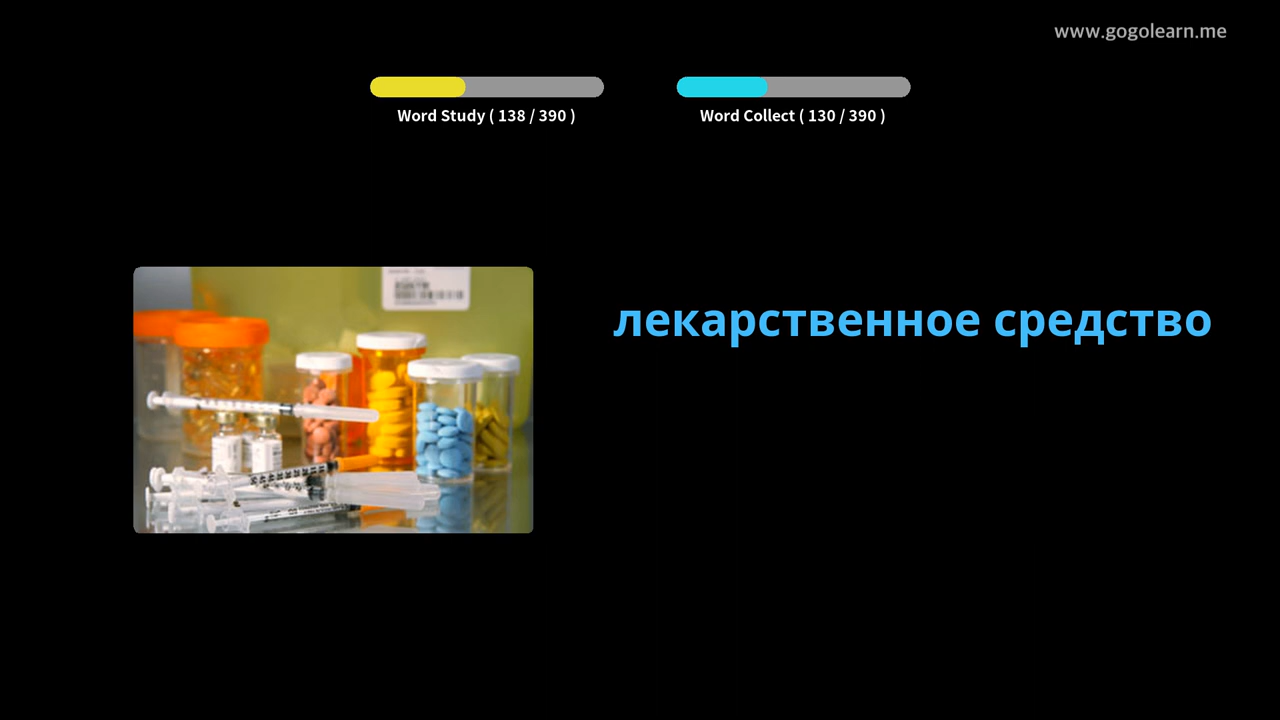 www.gogolearn.me
Word Study ( 138 / 390 )
Word Collect ( 130 / 390 )
лекарственное средство